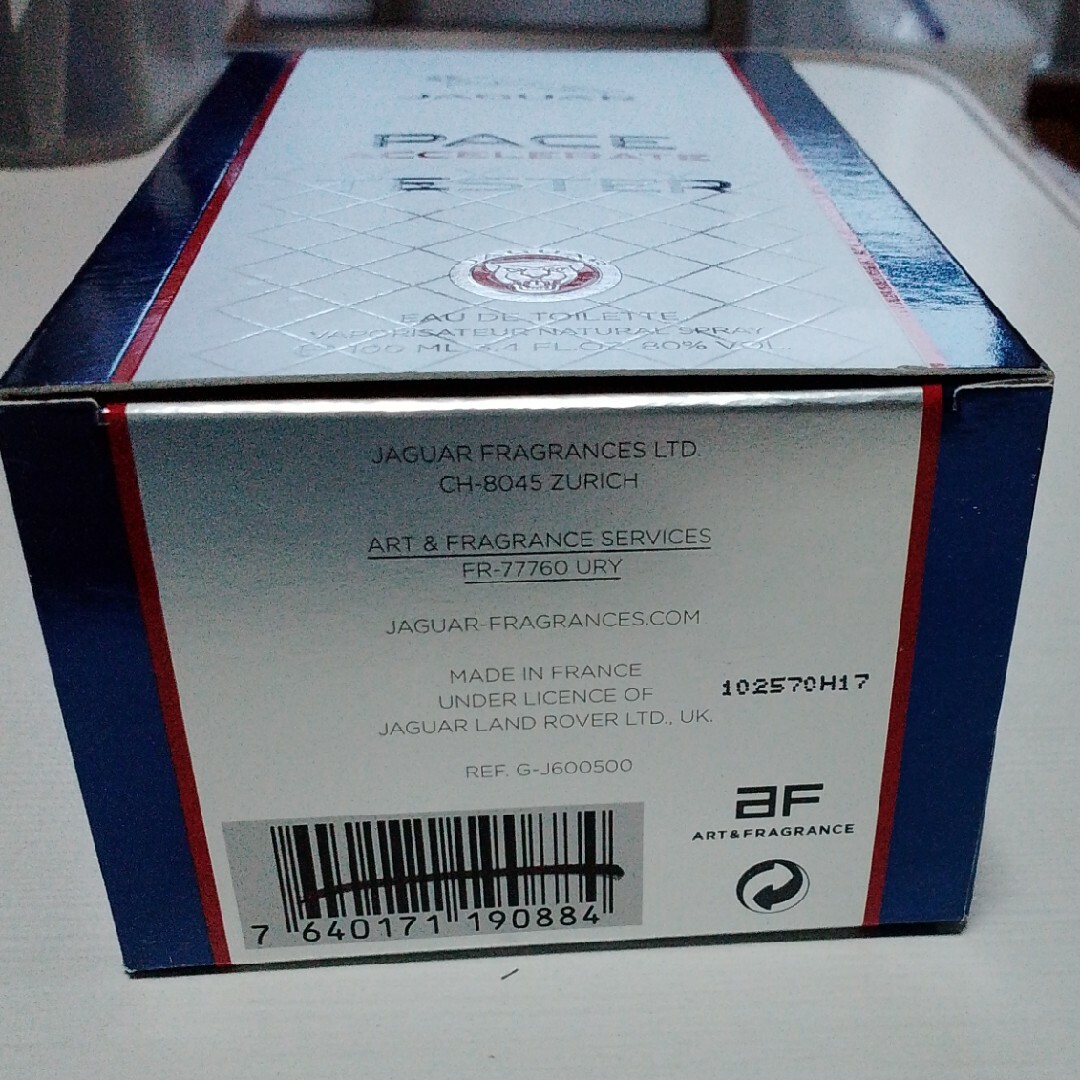 JAGUAR
PACE
ACCELERATE
TESTER
EAU DE TOILETTE
VAPORISATEUR NATURAL SPRAY
100 ML 3.4 FL.OZ. 80% VOL.
JAGUAR FRAGRANCES LTD.
CH-8045 ZURICH
ART & FRAGRANCE SERVICES
FR-77760 URY
JAGUAR-FRAGRANCES.COM
MADE IN FRANCE
UNDER LICENCE OF
JAGUAR LAND ROVER LTD., UK.
102570H17
REF. G-J600500
aF
ART&FRAGRANCE
7 640171 190884